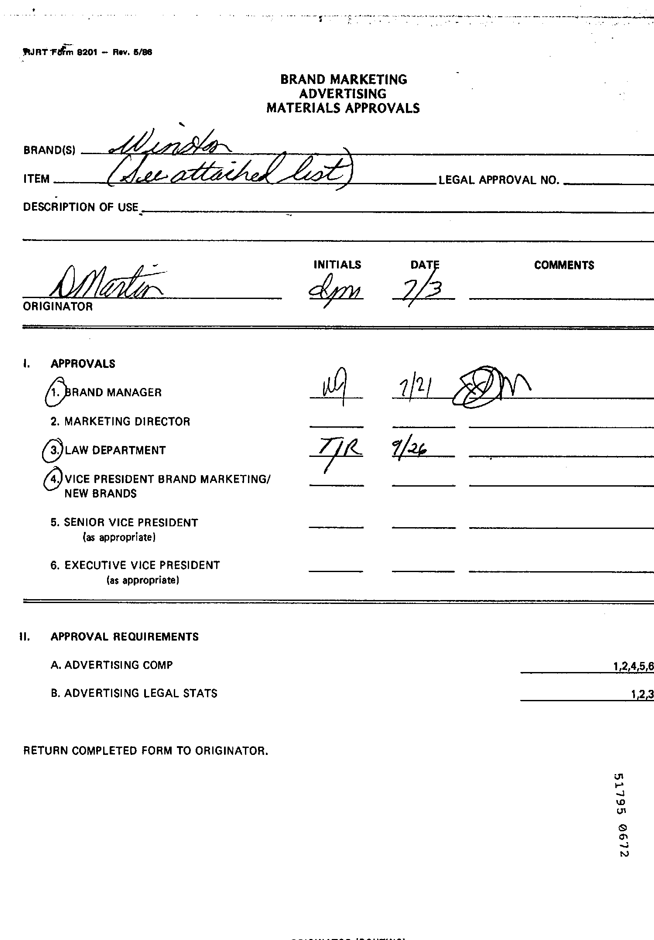 RJRT Form 8201 — Rev. 5/86
BRAND MARKETING
ADVERTISING
MATERIALS APPROVALS
BRAND(S) Winston
ITEM (See attached list) LEGAL APPROVAL NO.
DESCRIPTION OF USE
INITIALS DATE COMMENTS
DMartin dpm 7/3
ORIGINATOR
I. APPROVALS
1. BRAND MANAGER 7/21
2. MARKETING DIRECTOR
3. LAW DEPARTMENT TJR 9/26
4. VICE PRESIDENT BRAND MARKETING/
NEW BRANDS
5. SENIOR VICE PRESIDENT
(as appropriate)
6. EXECUTIVE VICE PRESIDENT
(as appropriate)
II. APPROVAL REQUIREMENTS
A. ADVERTISING COMP 1,2,4,5,6
B. ADVERTISING LEGAL STATS 1,2,3
RETURN COMPLETED FORM TO ORIGINATOR.
51795 0672